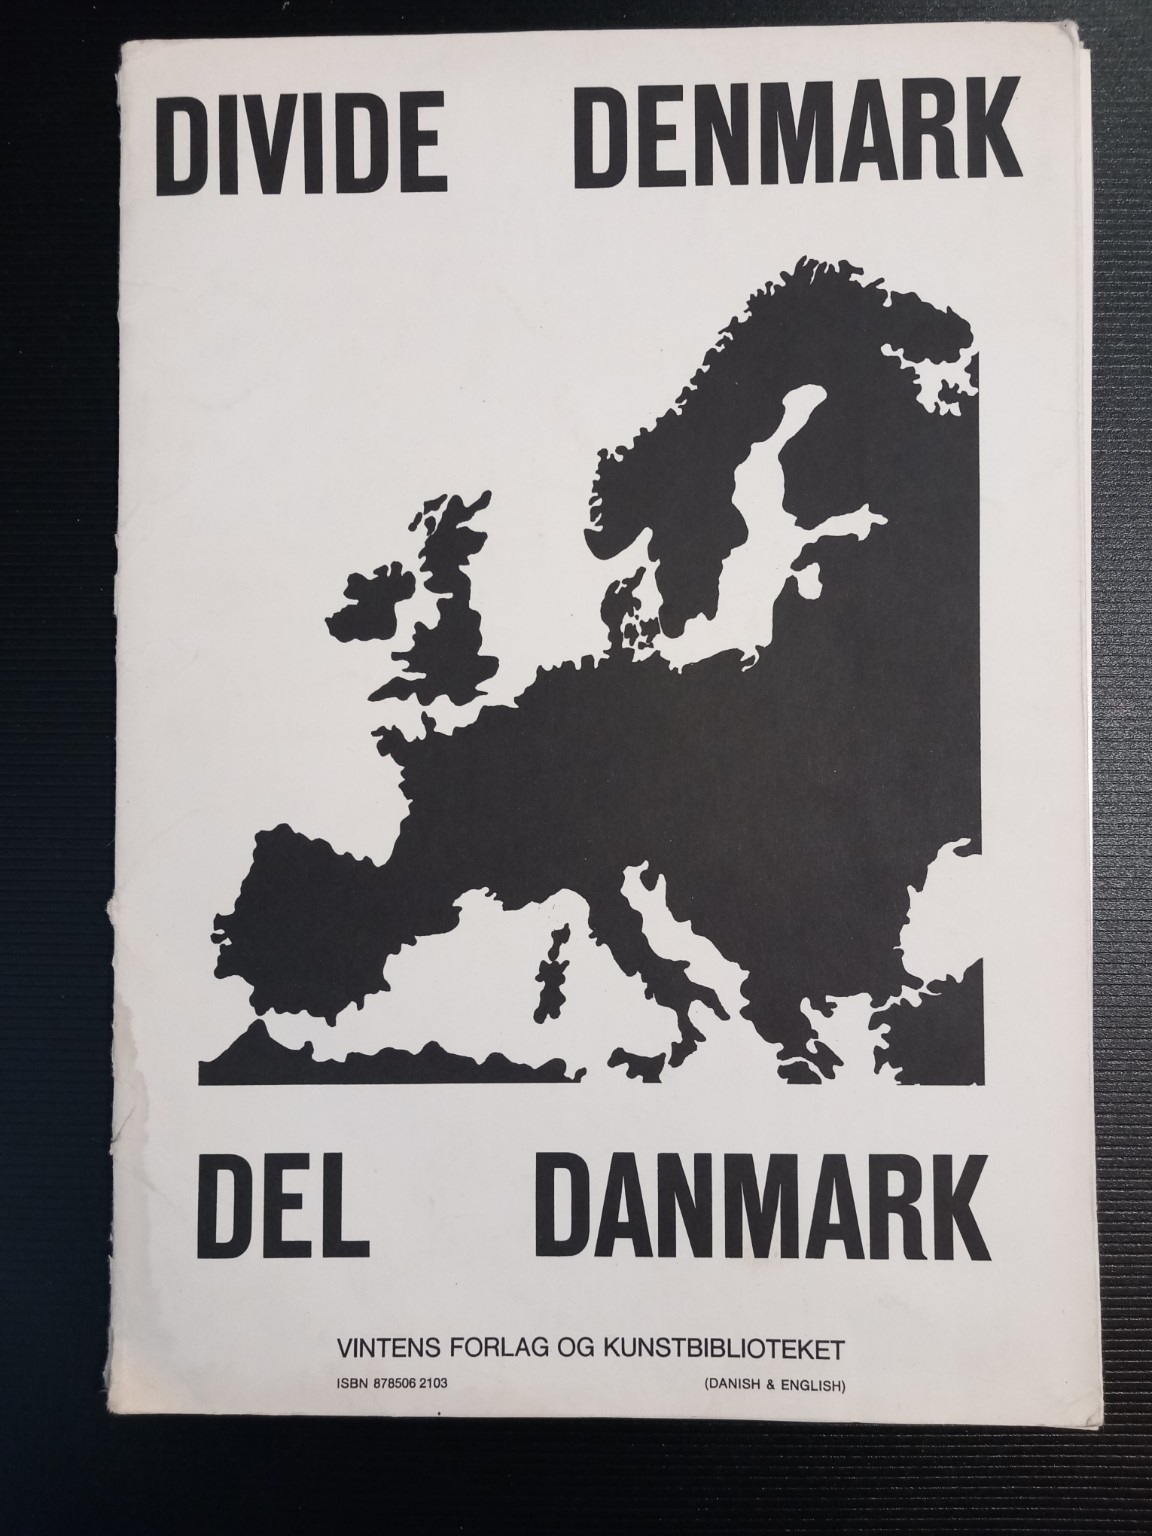 DIVIDE DENMARK
DEL DANMARK
VINTENS FORLAG OG KUNSTBIBLIOTEKET
ISBN 878506 2103 (DANISH & ENGLISH)